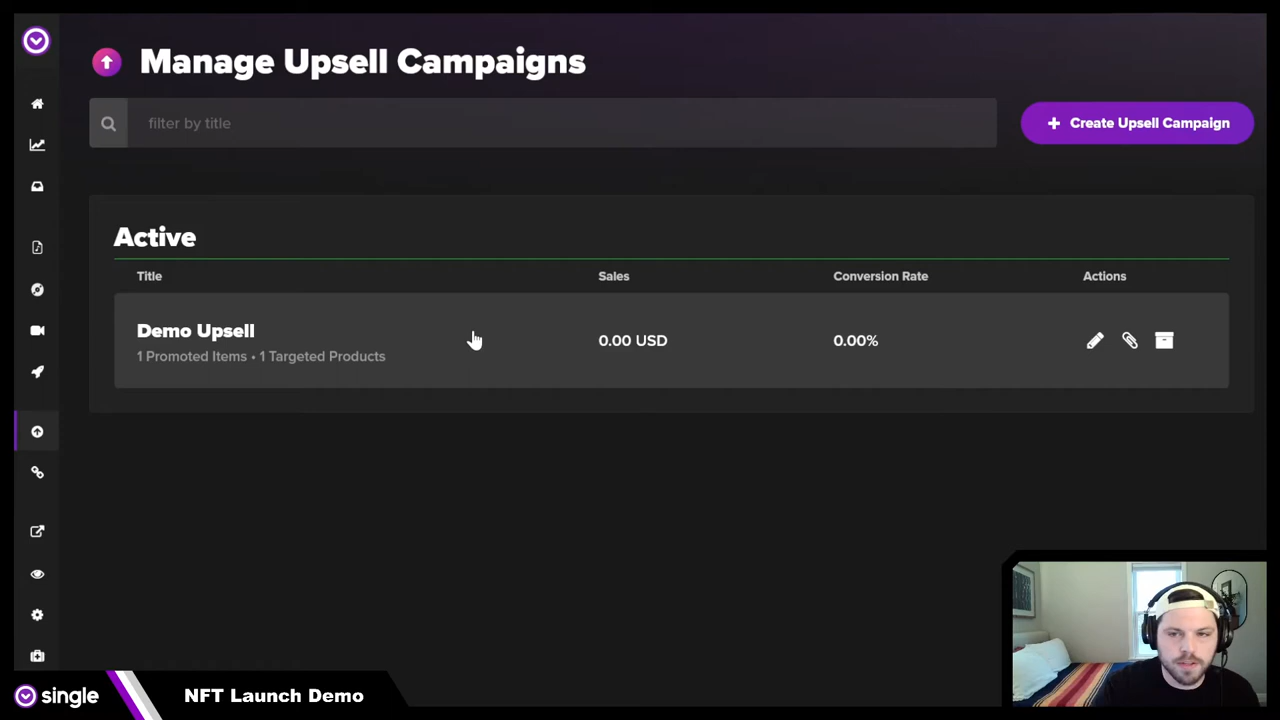 Manage Upsell Campaigns
filter by title
+ Create Upsell Campaign
Active
Title Sales Conversion Rate Actions
Demo Upsell
1 Promoted Items • 1 Targeted Products
0.00 USD 0.00%
single NFT Launch Demo